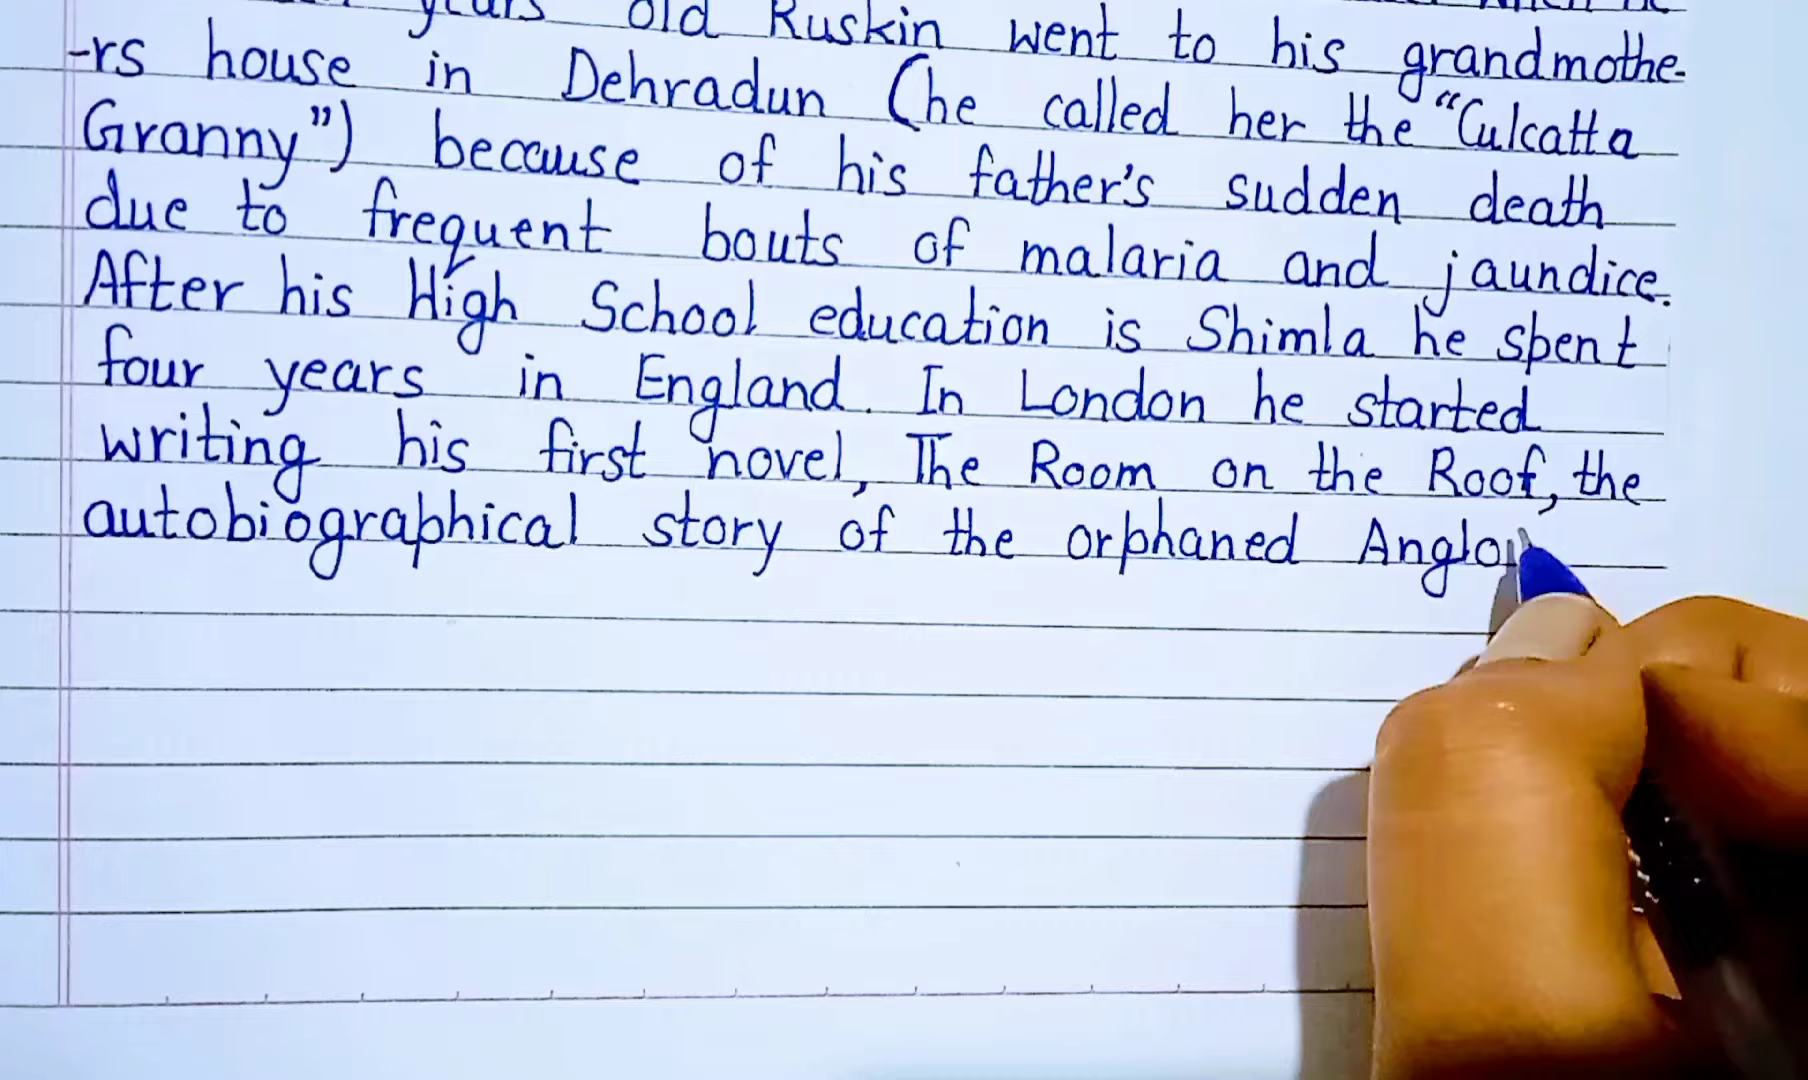 years old Ruskin went to his grandmothe-
-rs house in Dehradun (he called her the “Culcatta
Granny”) because of his father's sudden death
due to frequent bouts of malaria and jaundice.
After his High School education is Shimla he spent
four years in England. In London he started
writing his first novel, The Room on the Roof, the
autobiographical story of the orphaned Anglo